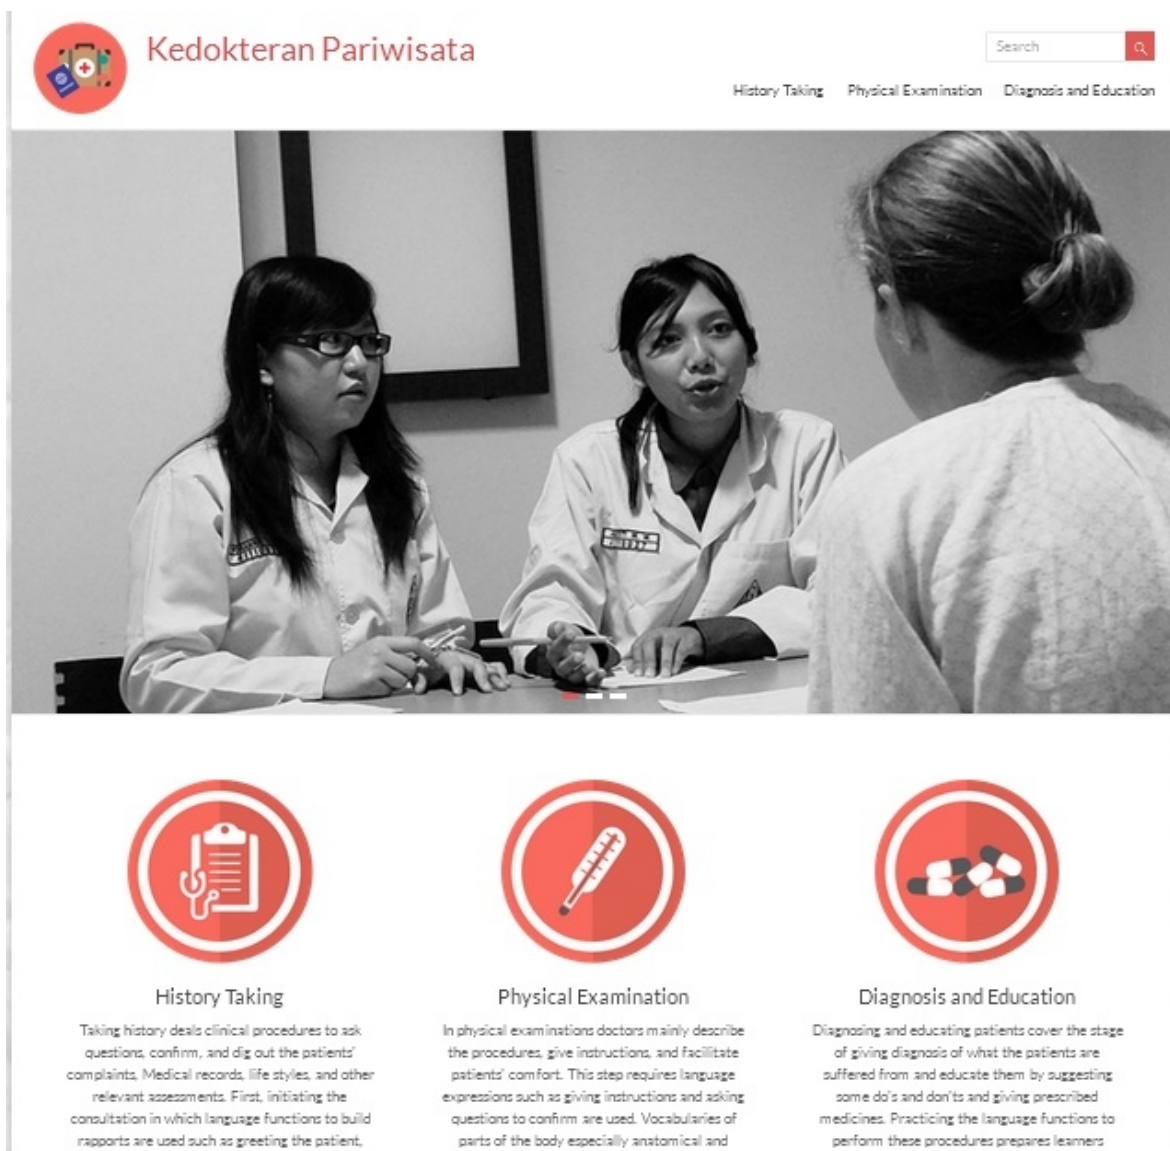 Kedokteran Pariwisata
Search
History Taking Physical Examination Diagnosis and Education
History Taking
Taking history deals clinical procedures to ask
questions, confirm, and dig out the patients'
complaints, Medical records, life styles, and other
relevant assessments. First, initiating the
consultation in which language functions to build
rapports are used such as greeting the patient,
Physical Examination
In physical examinations doctors mainly describe
the procedures, give instructions, and facilitate
patients' comfort. This step requires language
expressions such as giving instructions and asking
questions to confirm are used. Vocabularies of
parts of the body especially anatomical and
Diagnosis and Education
Diagnosing and educating patients cover the stage
of giving diagnosis of what the patients are
suffered from and educate them by suggesting
some do's and don'ts and giving prescribed
medicines. Practicing the language functions to
perform these procedures prepares learners